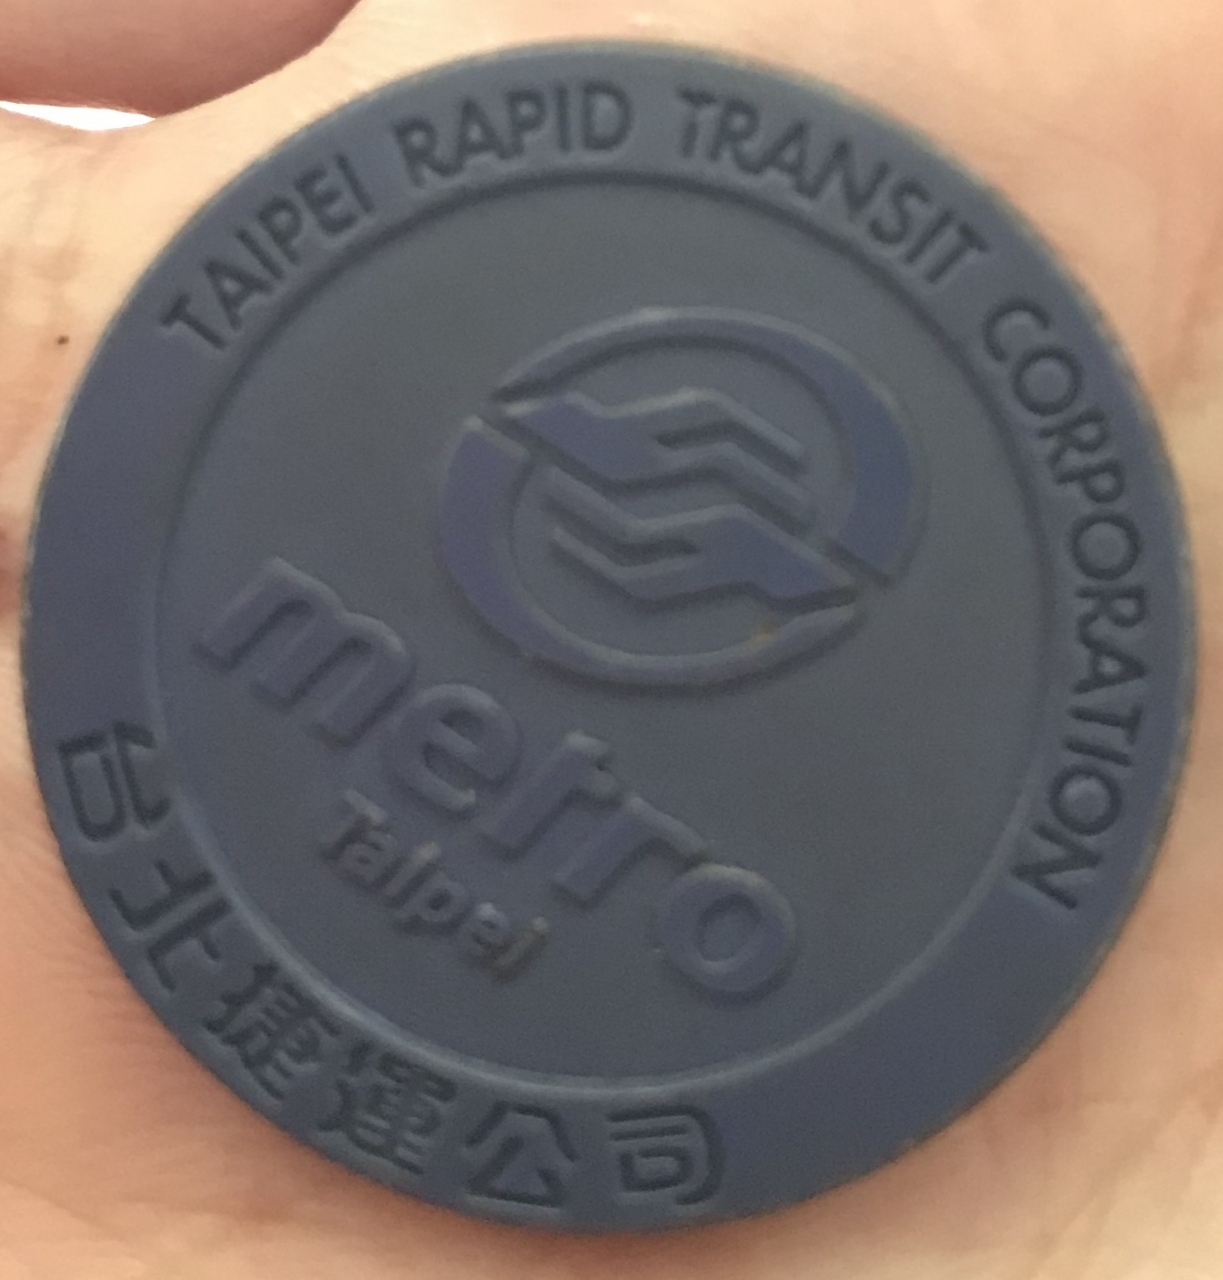 TAIPEI RAPID TRANSIT CORPORATION
metro
Taipei
台北捷運公司